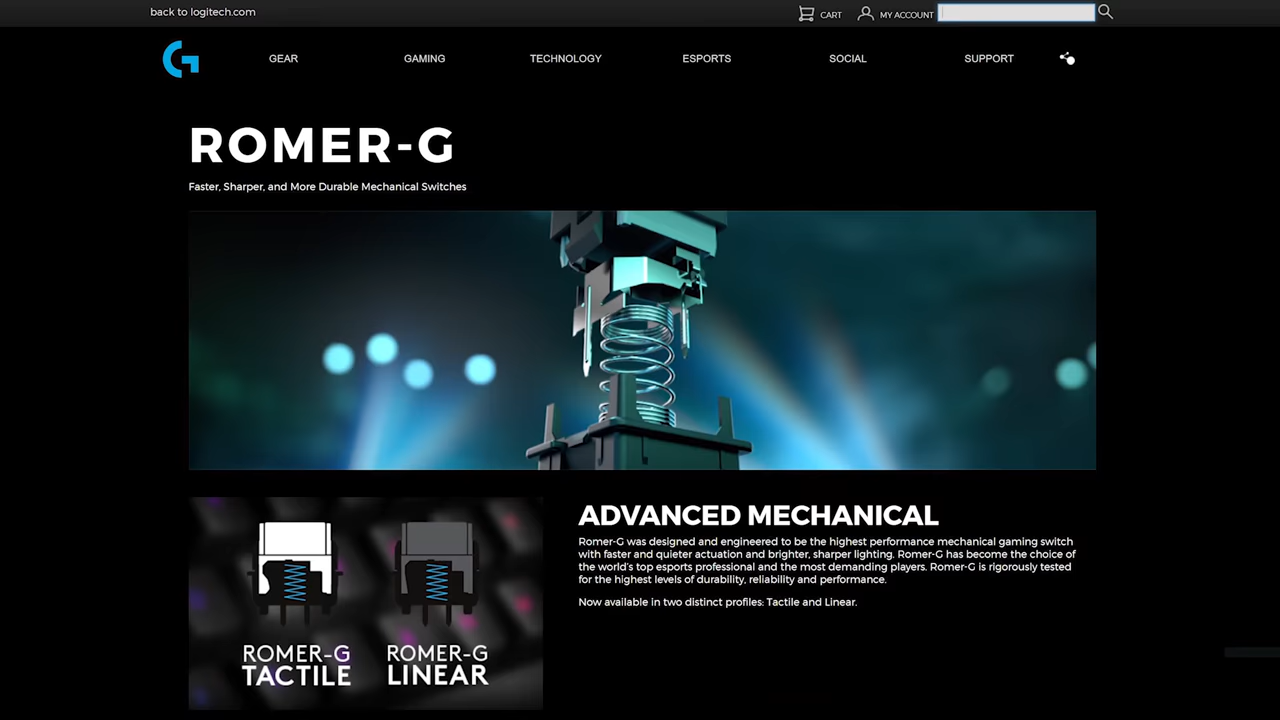 back to logitech.com
CART
MY ACCOUNT
GEAR
GAMING
TECHNOLOGY
ESPORTS
SOCIAL
SUPPORT
ROMER-G
Faster, Sharper, and More Durable Mechanical Switches
ADVANCED MECHANICAL
Romer-G was designed and engineered to be the highest performance mechanical gaming switch
with faster and quieter actuation and brighter, sharper lighting. Romer-G has become the choice of
the world's top esports professional and the most demanding players. Romer-G is rigorously tested
for the highest levels of durability, reliability and performance.
Now available in two distinct profiles: Tactile and Linear.
ROMER-G
TACTILE
ROMER-G
LINEAR